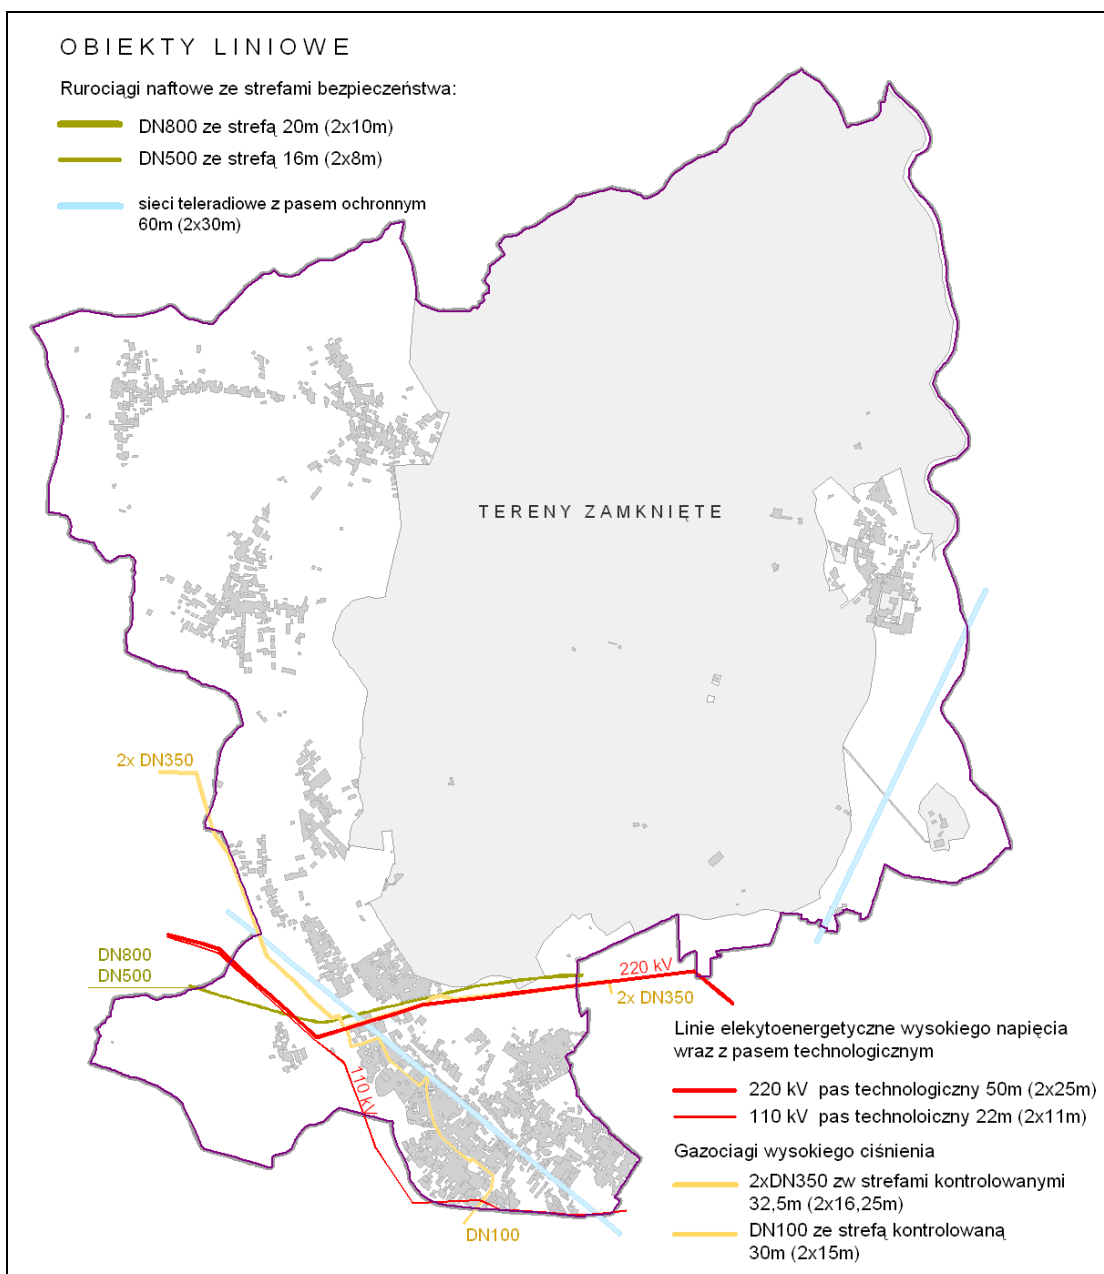 OBIEKTY LINIOWE
Rurociągi naftowe ze strefami bezpieczeństwa:
DN800 ze strefą 20m (2x10m)
DN500 ze strefą 16m (2x8m)
sieci teleradiowe z pasem ochronnym
60m (2x30m)
TERENY ZAMKNIĘTE
2x DN350
DN800
DN500
220 kV
2x DN350
110 kV
DN100
Linie elekytoenergetyczne wysokiego napięcia
wraz z pasem technologicznym
220 kV pas technologiczny 50m (2x25m)
110 kV pas technoloiczny 22m (2x11m)
Gazociagi wysokiego ciśnienia
2xDN350 zw strefami kontrolowanymi
32,5m (2x16,25m)
DN100 ze strefą kontrolowaną
30m (2x15m)